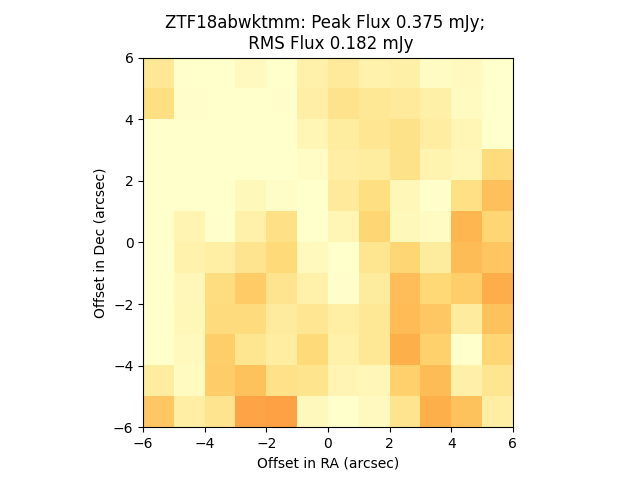 ZTF18abwktmm: Peak Flux 0.375 mJy;
RMS Flux 0.182 mJy
6
4
2
0
−2
−4
−6
Offset in Dec (arcsec)
−6 −4 −2 0 2 4 6
Offset in RA (arcsec)